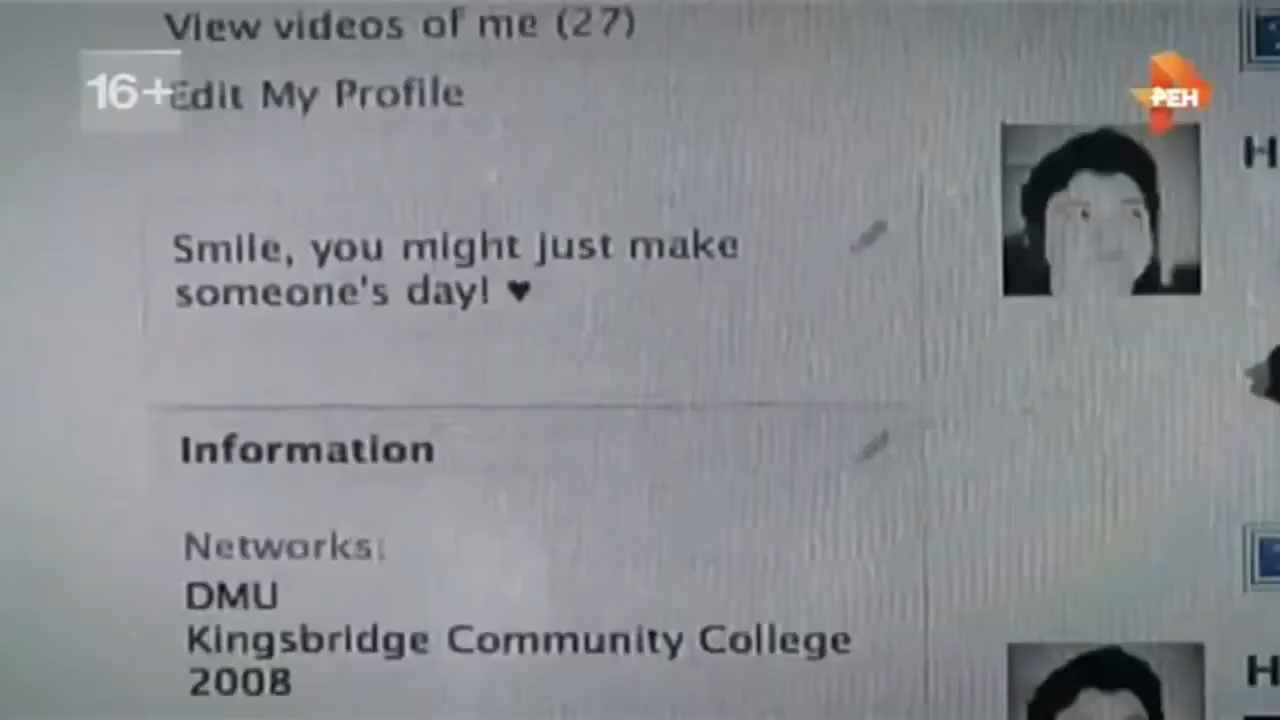 View videos of me (27)
16+
Edit My Profile
РЕН
H
Smile, you might just make
someone's day! ♥
Information
Networks:
DMU
Kingsbridge Community College
2008
H